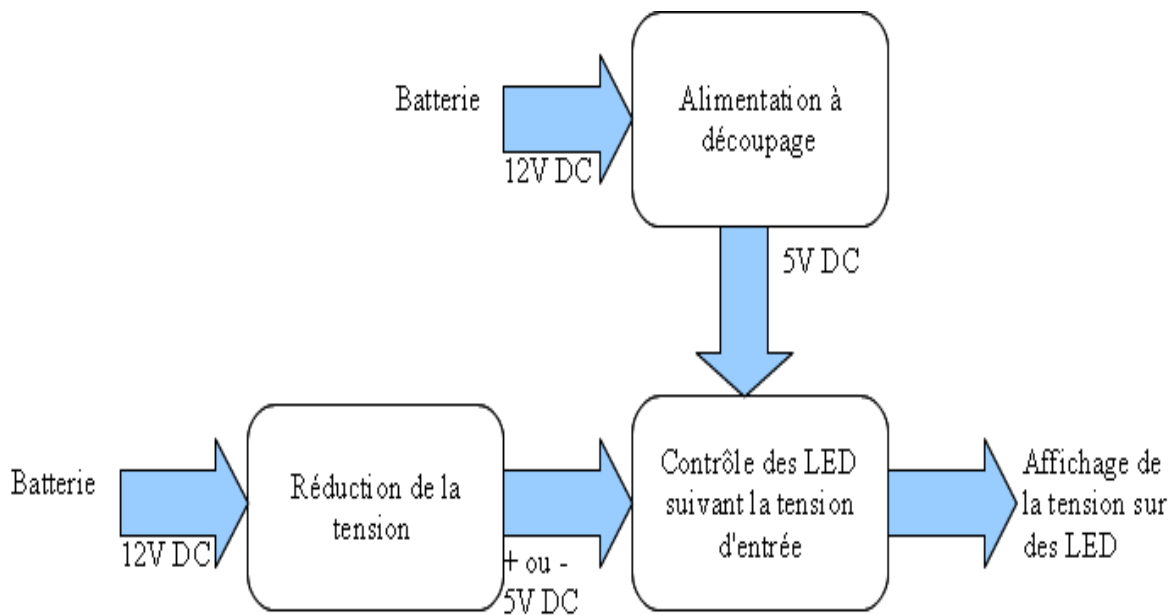 Batterie
12V DC
Alimentation à
découpage
5V DC
Batterie
12V DC
Réduction de la
tension
+ ou -
5V DC
Contrôle des LED
suivant la tension
d'entrée
Affichage de
la tension sur
des LED